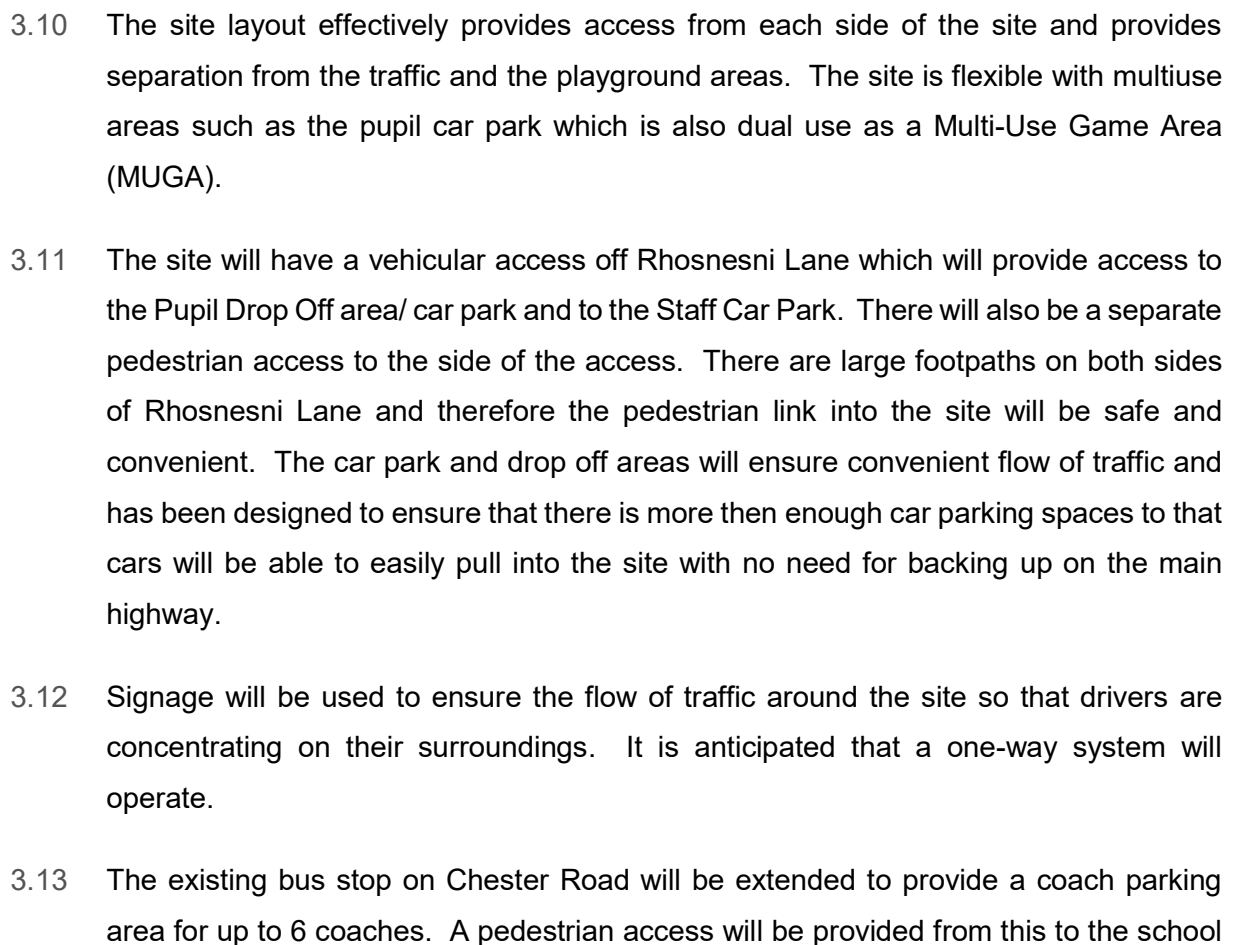 3.10 The site layout effectively provides access from each side of the site and provides
separation from the traffic and the playground areas. The site is flexible with multiuse
areas such as the pupil car park which is also dual use as a Multi-Use Game Area
(MUGA).
3.11 The site will have a vehicular access off Rhosnesni Lane which will provide access to
the Pupil Drop Off area/ car park and to the Staff Car Park. There will also be a separate
pedestrian access to the side of the access. There are large footpaths on both sides
of Rhosnesni Lane and therefore the pedestrian link into the site will be safe and
convenient. The car park and drop off areas will ensure convenient flow of traffic and
has been designed to ensure that there is more then enough car parking spaces to that
cars will be able to easily pull into the site with no need for backing up on the main
highway.
3.12 Signage will be used to ensure the flow of traffic around the site so that drivers are
concentrating on their surroundings. It is anticipated that a one-way system will
operate.
3.13 The existing bus stop on Chester Road will be extended to provide a coach parking
area for up to 6 coaches. A pedestrian access will be provided from this to the school